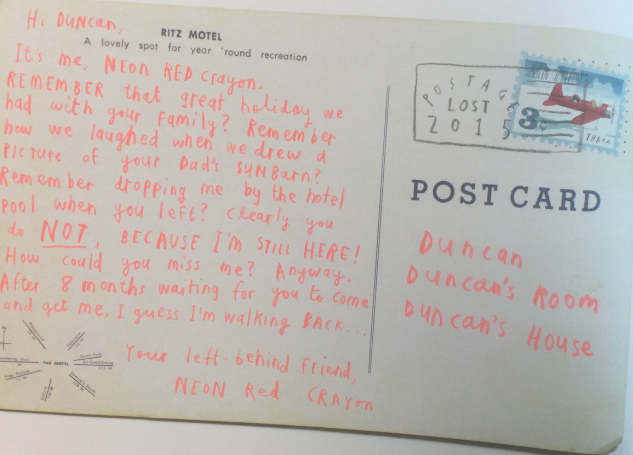 Hi Duncan,
RITZ MOTEL
A lovely spot for year 'round recreation
It's me, NEON RED crayon.
REMEMBER that great holiday we
had with your Family? Remember
how we laughed when we drew a
picture of your Dad's sunburn?
Remember dropping me by the hotel
pool when you left? clearly you
do NOT, BECAUSE I'M STILL HERE!
How could you miss me? Anyway.
After 8 months waiting for you to come
and get me, I guess I'm walking BACK...
Your left-behind Friend,
NEON Red CRAYon
THE MOTEL
POSTAGE
LOST
2015
3
POST CARD
Duncan
Duncan's Room
Duncan's House